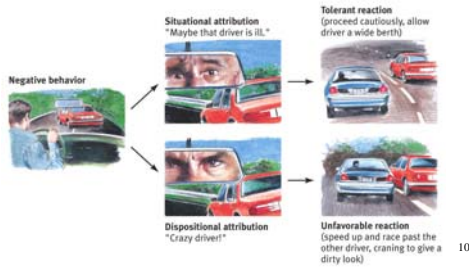 Situational attribution
"Maybe that driver is ill."
Tolerant reaction
(proceed cautiously, allow
driver a wide berth)
Negative behavior
Dispositional attribution
"Crazy driver!"
Unfavorable reaction
(speed up and race past the
other driver, craning to give a
dirty look)
10